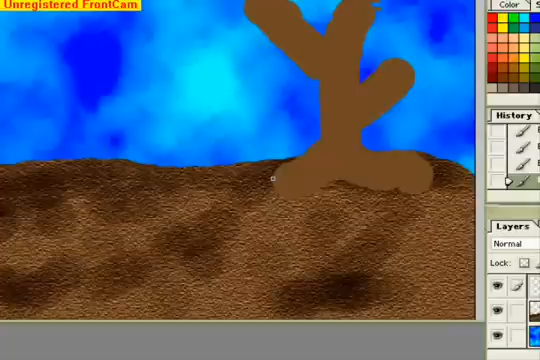 Unregistered FrontCam
Color
History
Layers
Normal
Lock: